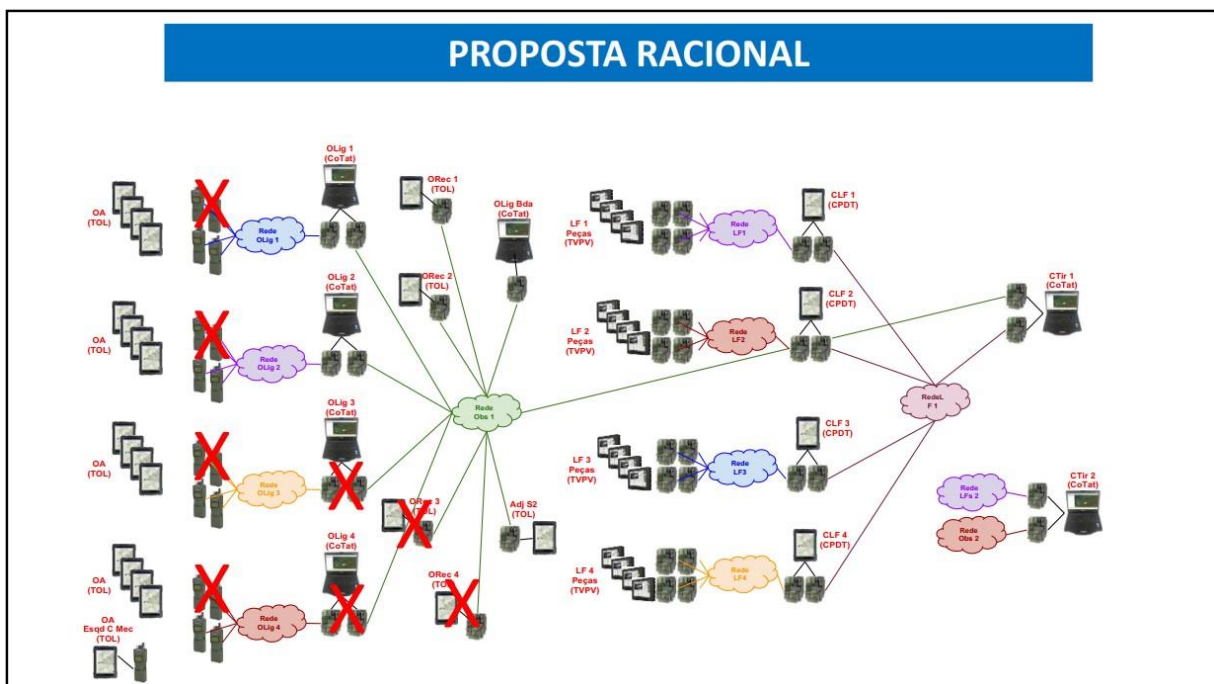 PROPOSTA RACIONAL
OA
(TOL)
Rede
OLig 1
OLig 1
(CoTat)
ORec 1
(TOL)
OLig Bda
(CoTat)
OA
(TOL)
Rede
OLig 2
OLig 2
(CoTat)
ORec 2
(TOL)
OA
(TOL)
Rede
OLig 3
OLig 3
(CoTat)
ORec 3
(TOL)
OA
(TOL)
Rede
OLig 4
OLig 4
(CoTat)
ORec 4
OA
Esqd C Mec
(TOL)
Rede
Obs 1
Adj S2
(TOL)
LF 1
Peças
(TVPV)
Rede
LF1
CLF 1
(CPDT)
LF 2
Peças
(TVPV)
Rede
LF2
CLF 2
(CPDT)
LF 3
Peças
(TVPV)
Rede
LF3
CLF 3
(CPDT)
LF 4
Peças
(TVPV)
Rede
LF4
CLF 4
(CPDT)
RedeL
F 1
CTir 1
(CoTat)
Rede
LFs 2
Rede
Obs 2
CTir 2
(CoTat)